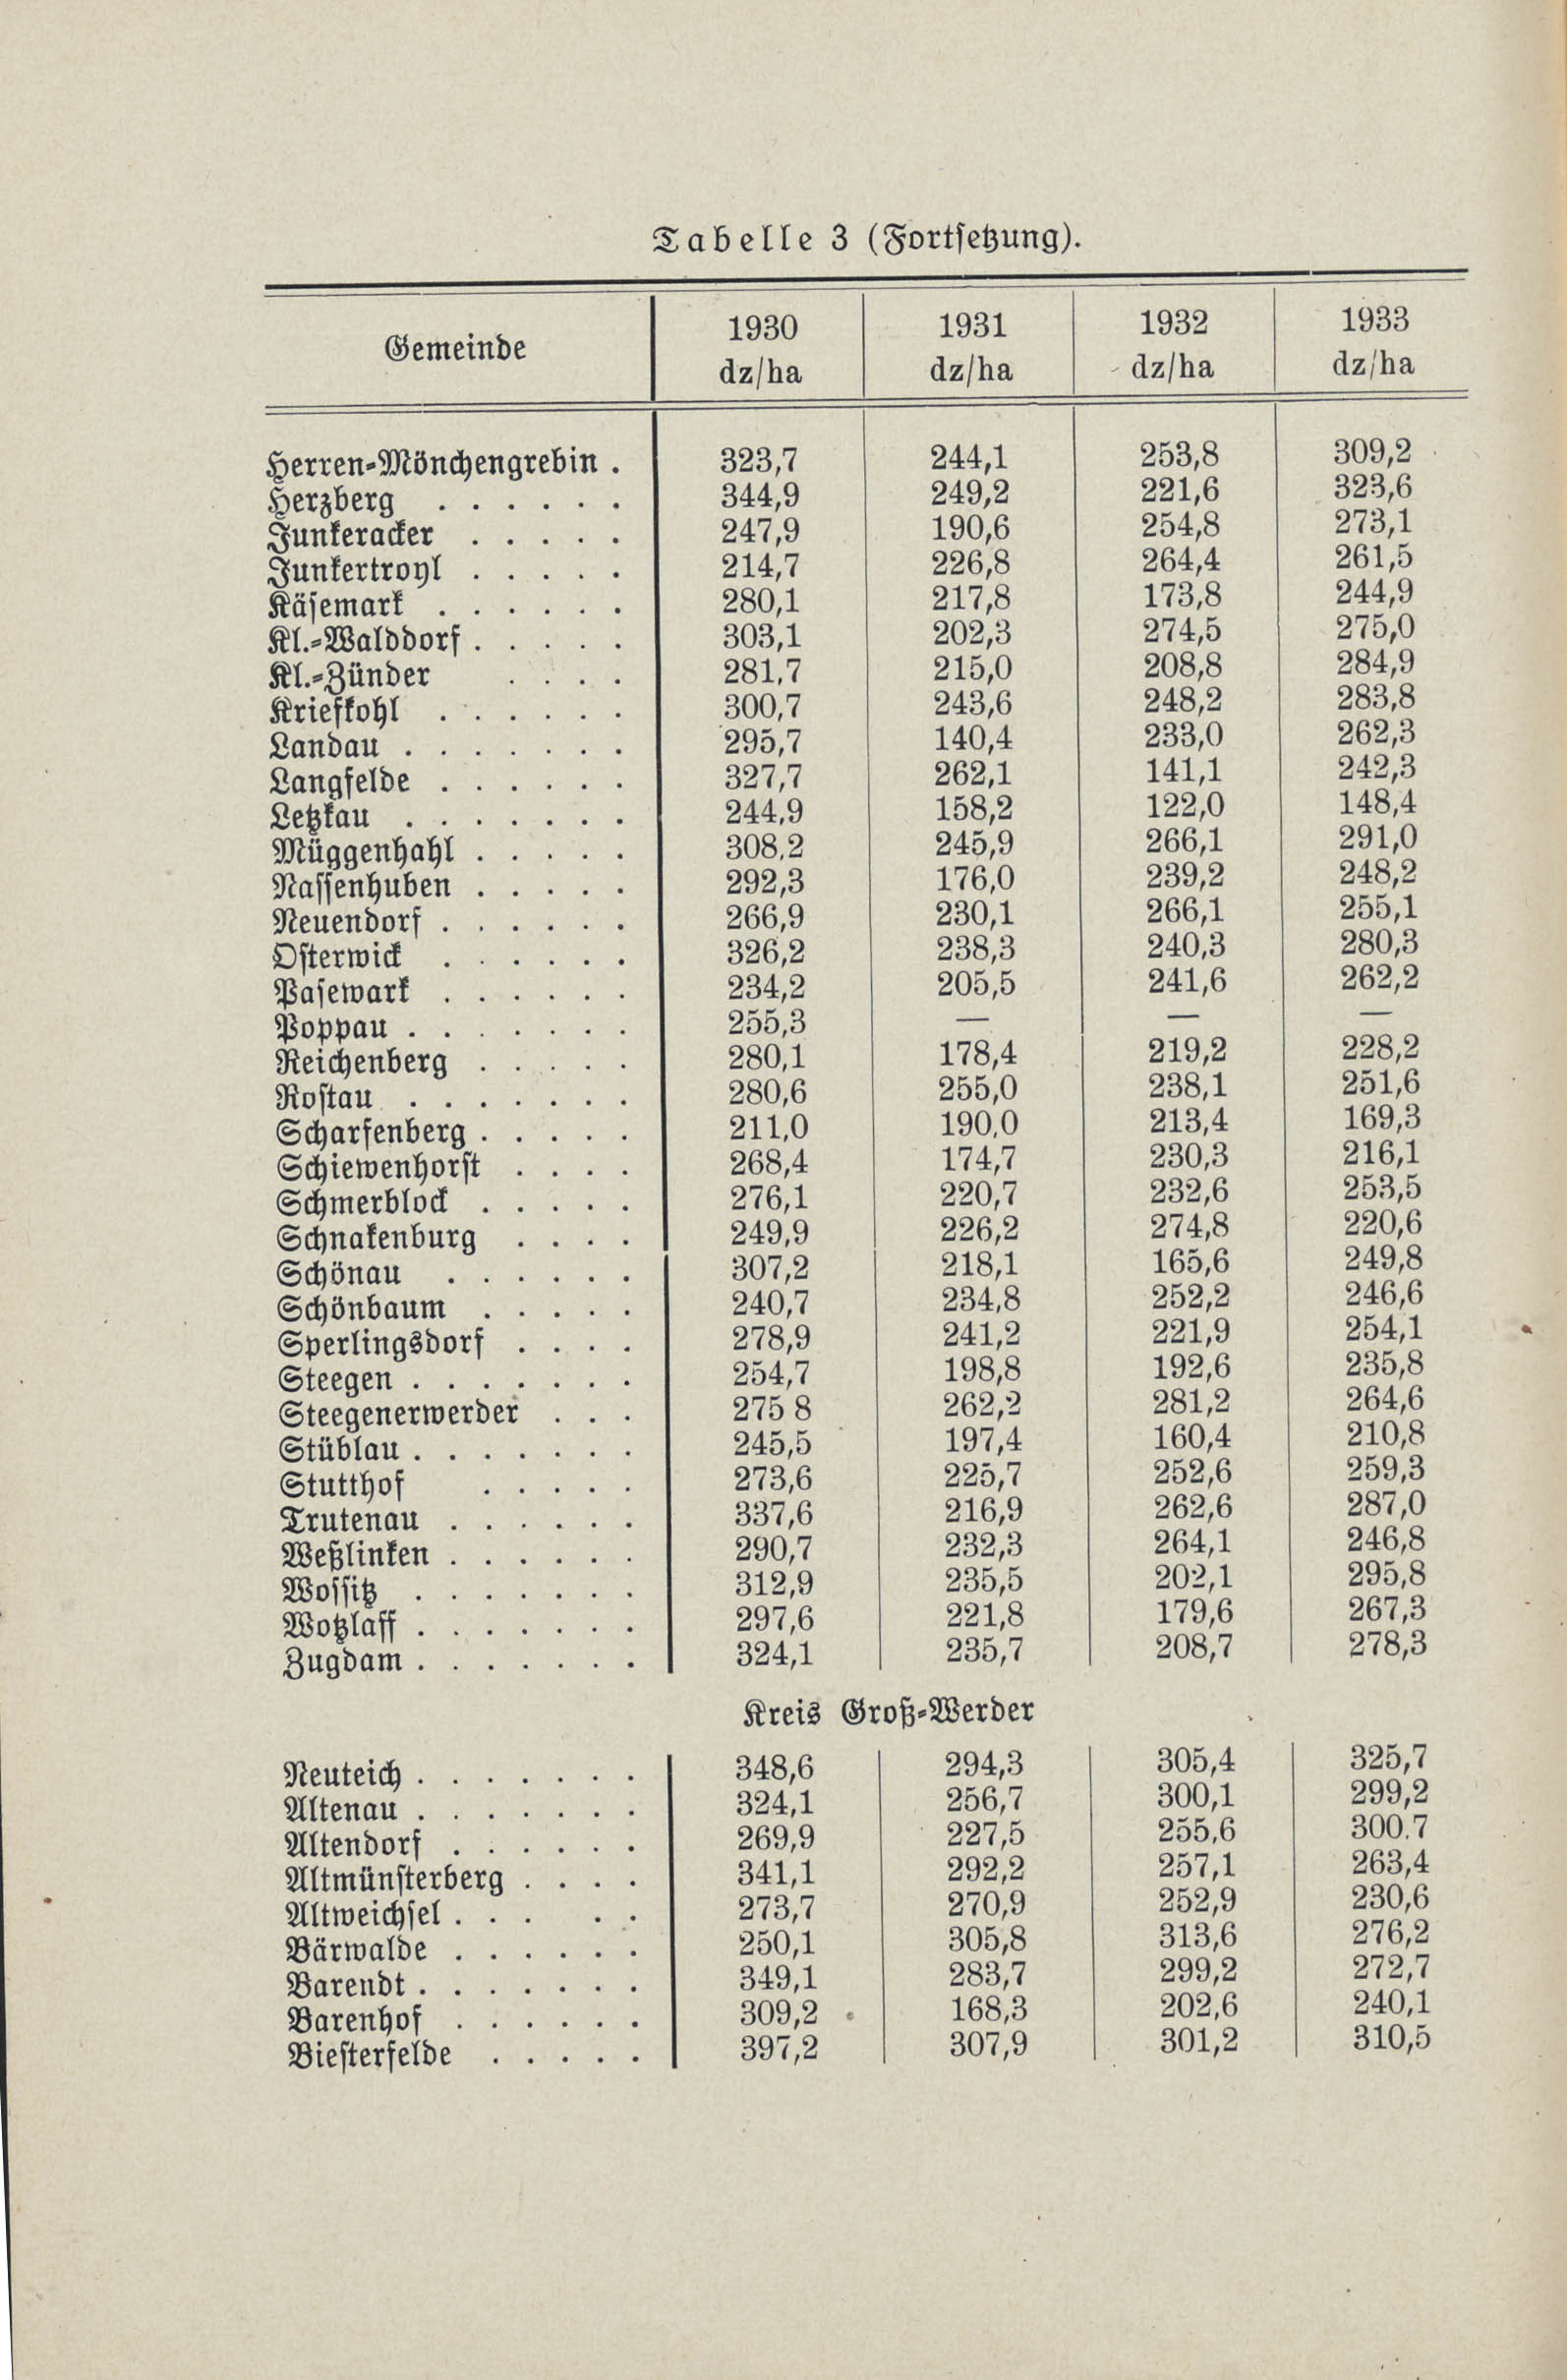 Tabelle 3 (Fortsetzung).
Gemeinde 1930 1931 1932 1933
dz/ha dz/ha dz/ha dz/ha
Herren-Mönchengrebin . 323,7 244,1 253,8 309,2
Herzberg . . . . . . 344,9 249,2 221,6 323,6
Junkeracker . . . . . 247,9 190,6 254,8 273,1
Junkertroyl . . . . . 214,7 226,8 264,4 261,5
Käsemark . . . . . . 280,1 217,8 173,8 244,9
Kl.-Walddorf . . . . . 303,1 202,3 274,5 275,0
Kl.-Zünder . . . . 281,7 215,0 208,8 284,9
Krieffohl . . . . . . 300,7 243,6 248,2 283,8
Landau . . . . . . . 295,7 140,4 233,0 262,3
Langfelde . . . . . . 327,7 262,1 141,1 242,3
Letzkau . . . . . . . 244,9 158,2 122,0 148,4
Müggenhahl . . . . . 308,2 245,9 266,1 291,0
Nassenhuben . . . . . 292,3 176,0 239,2 248,2
Neuendorf . . . . . . 266,9 230,1 266,1 255,1
Osterwick . . . . . . 326,2 238,3 240,3 280,3
Pasewark . . . . . . 234,2 205,5 241,6 262,2
Poppau . . . . . . . 255,3 — — —
Reichenberg . . . . . 280,1 178,4 219,2 228,2
Rostau . . . . . . . 280,6 255,0 238,1 251,6
Scharfenberg . . . . . 211,0 190,0 213,4 169,3
Schiewenhorst . . . . 268,4 174,7 230,3 216,1
Schmerblock . . . . . 276,1 220,7 232,6 253,5
Schnakenburg . . . . 249,9 226,2 274,8 220,6
Schönau . . . . . . 307,2 218,1 165,6 249,8
Schönbaum . . . . . 240,7 234,8 252,2 246,6
Sperlingsdorf . . . . 278,9 241,2 221,9 254,1
Steegen . . . . . . . 254,7 198,8 192,6 235,8
Steegenerwerder . . . 275 8 262,2 281,2 264,6
Stüblau . . . . . . . 245,5 197,4 160,4 210,8
Stutthof . . . . . 273,6 225,7 252,6 259,3
Trutenau . . . . . . 337,6 216,9 262,6 287,0
Weßlinken . . . . . . 290,7 232,3 264,1 246,8
Wossitz . . . . . . . 312,9 235,5 202,1 295,8
Wotzlaff . . . . . . . 297,6 221,8 179,6 267,3
Zugdam . . . . . . . 324,1 235,7 208,7 278,3
Kreis Groß-Werder
Neuteich . . . . . . . 348,6 294,3 305,4 325,7
Altenau . . . . . . . 324,1 256,7 300,1 299,2
Altendorf . . . . . . 269,9 227,5 255,6 300.7
Altmünsterberg . . . . 341,1 292,2 257,1 263,4
Altweichsel . . . . . 273,7 270,9 252,9 230,6
Bärwalde . . . . . . 250,1 305,8 313,6 276,2
Barendt . . . . . . . 349,1 283,7 299,2 272,7
Barenhof . . . . . . 309,2 168,3 202,6 240,1
Biesterfelde . . . . . 397,2 307,9 301,2 310,5